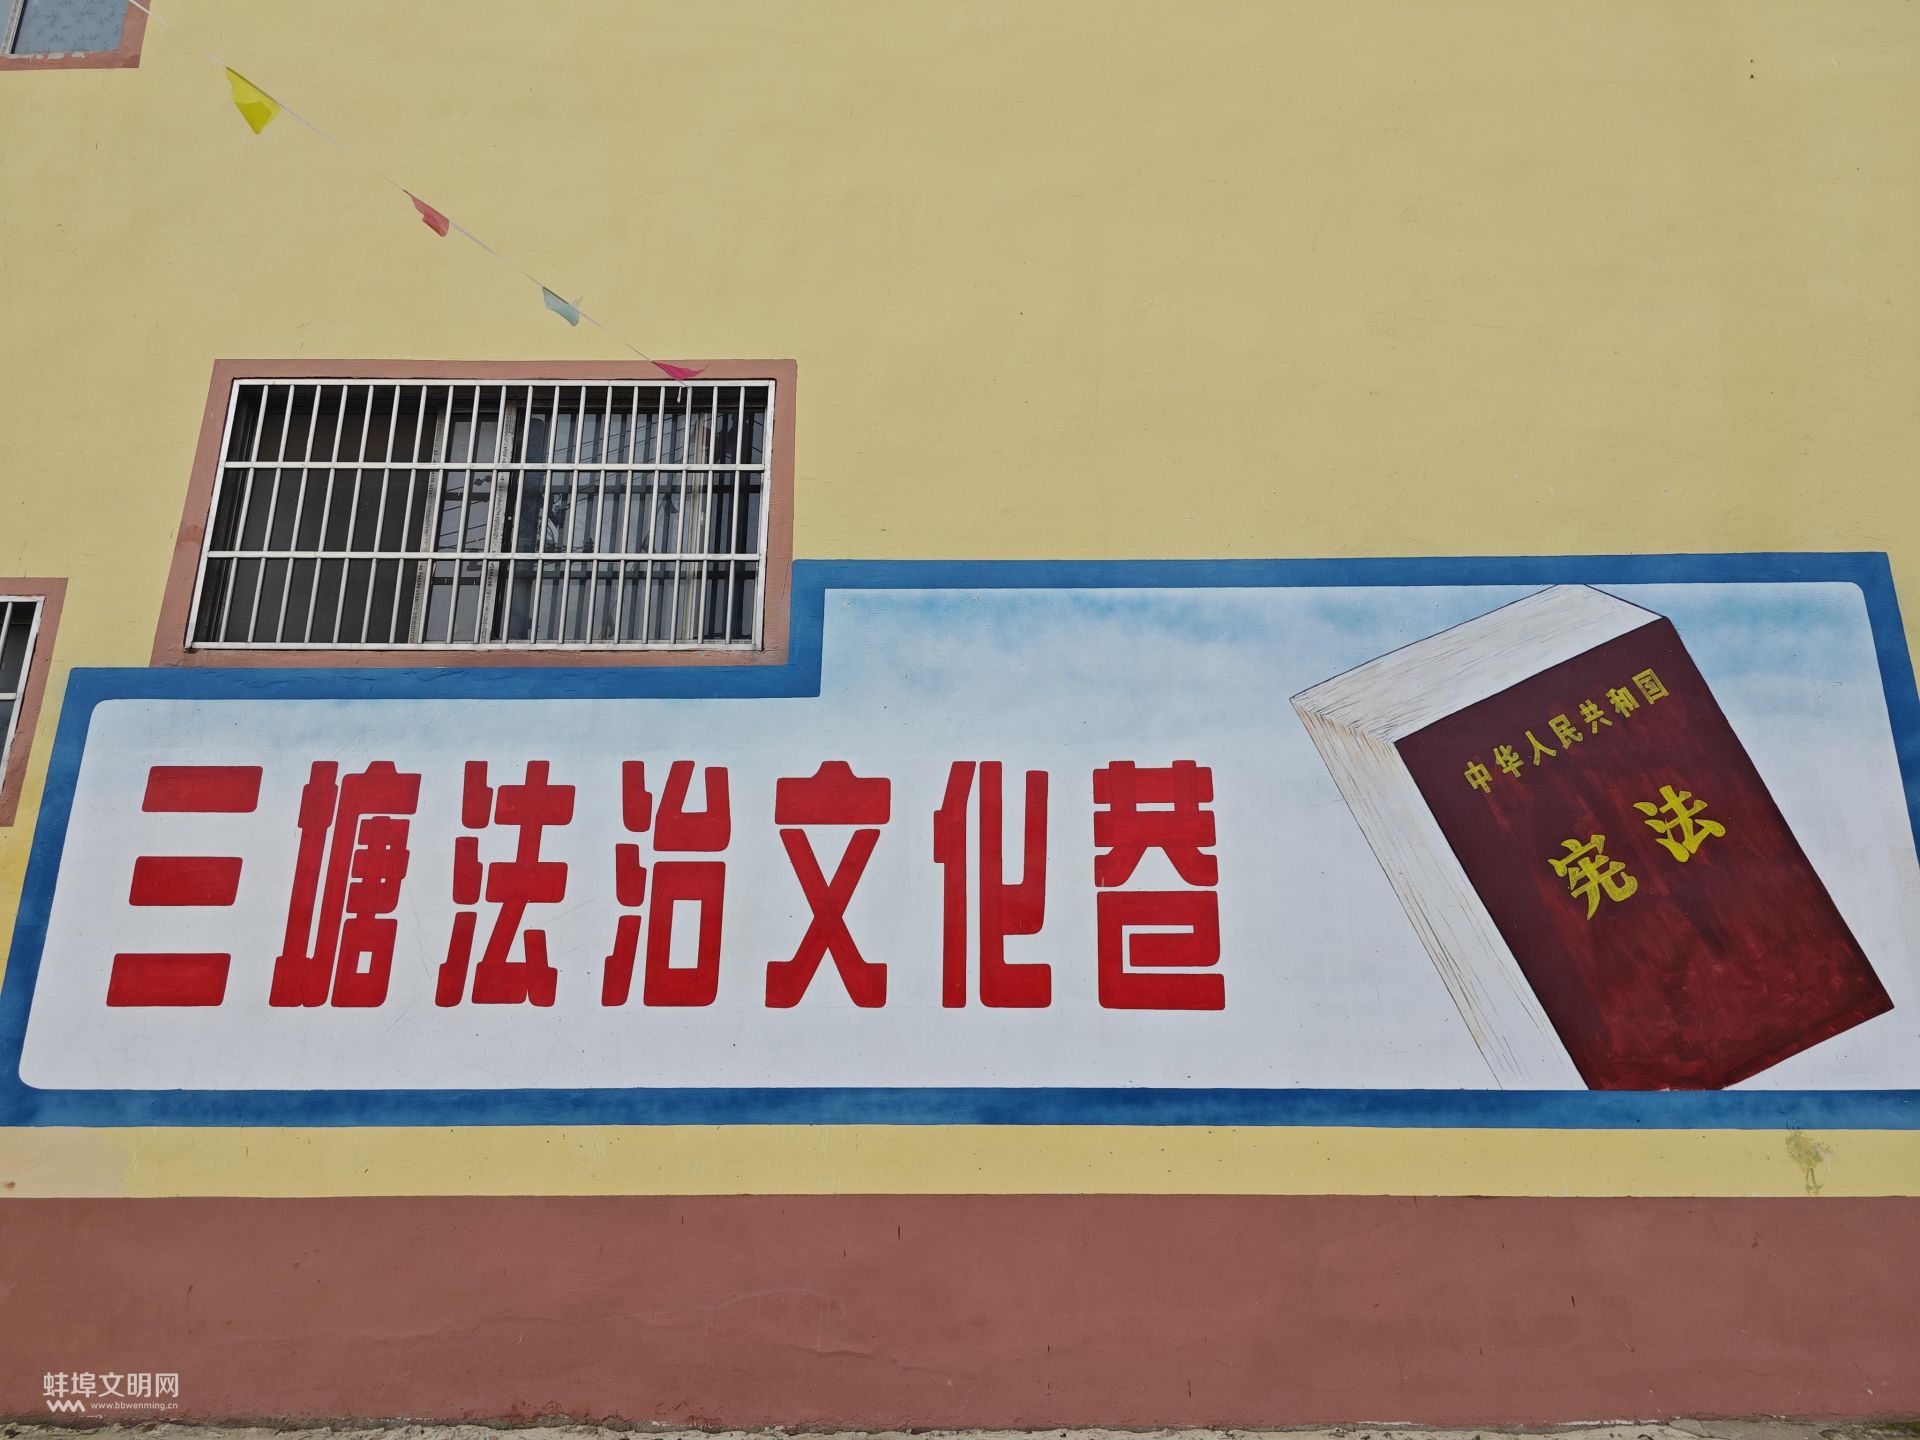 三塘法治文化巷
中华人民共和国
宪法
蚌埠文明网
www.bbwenming.cn